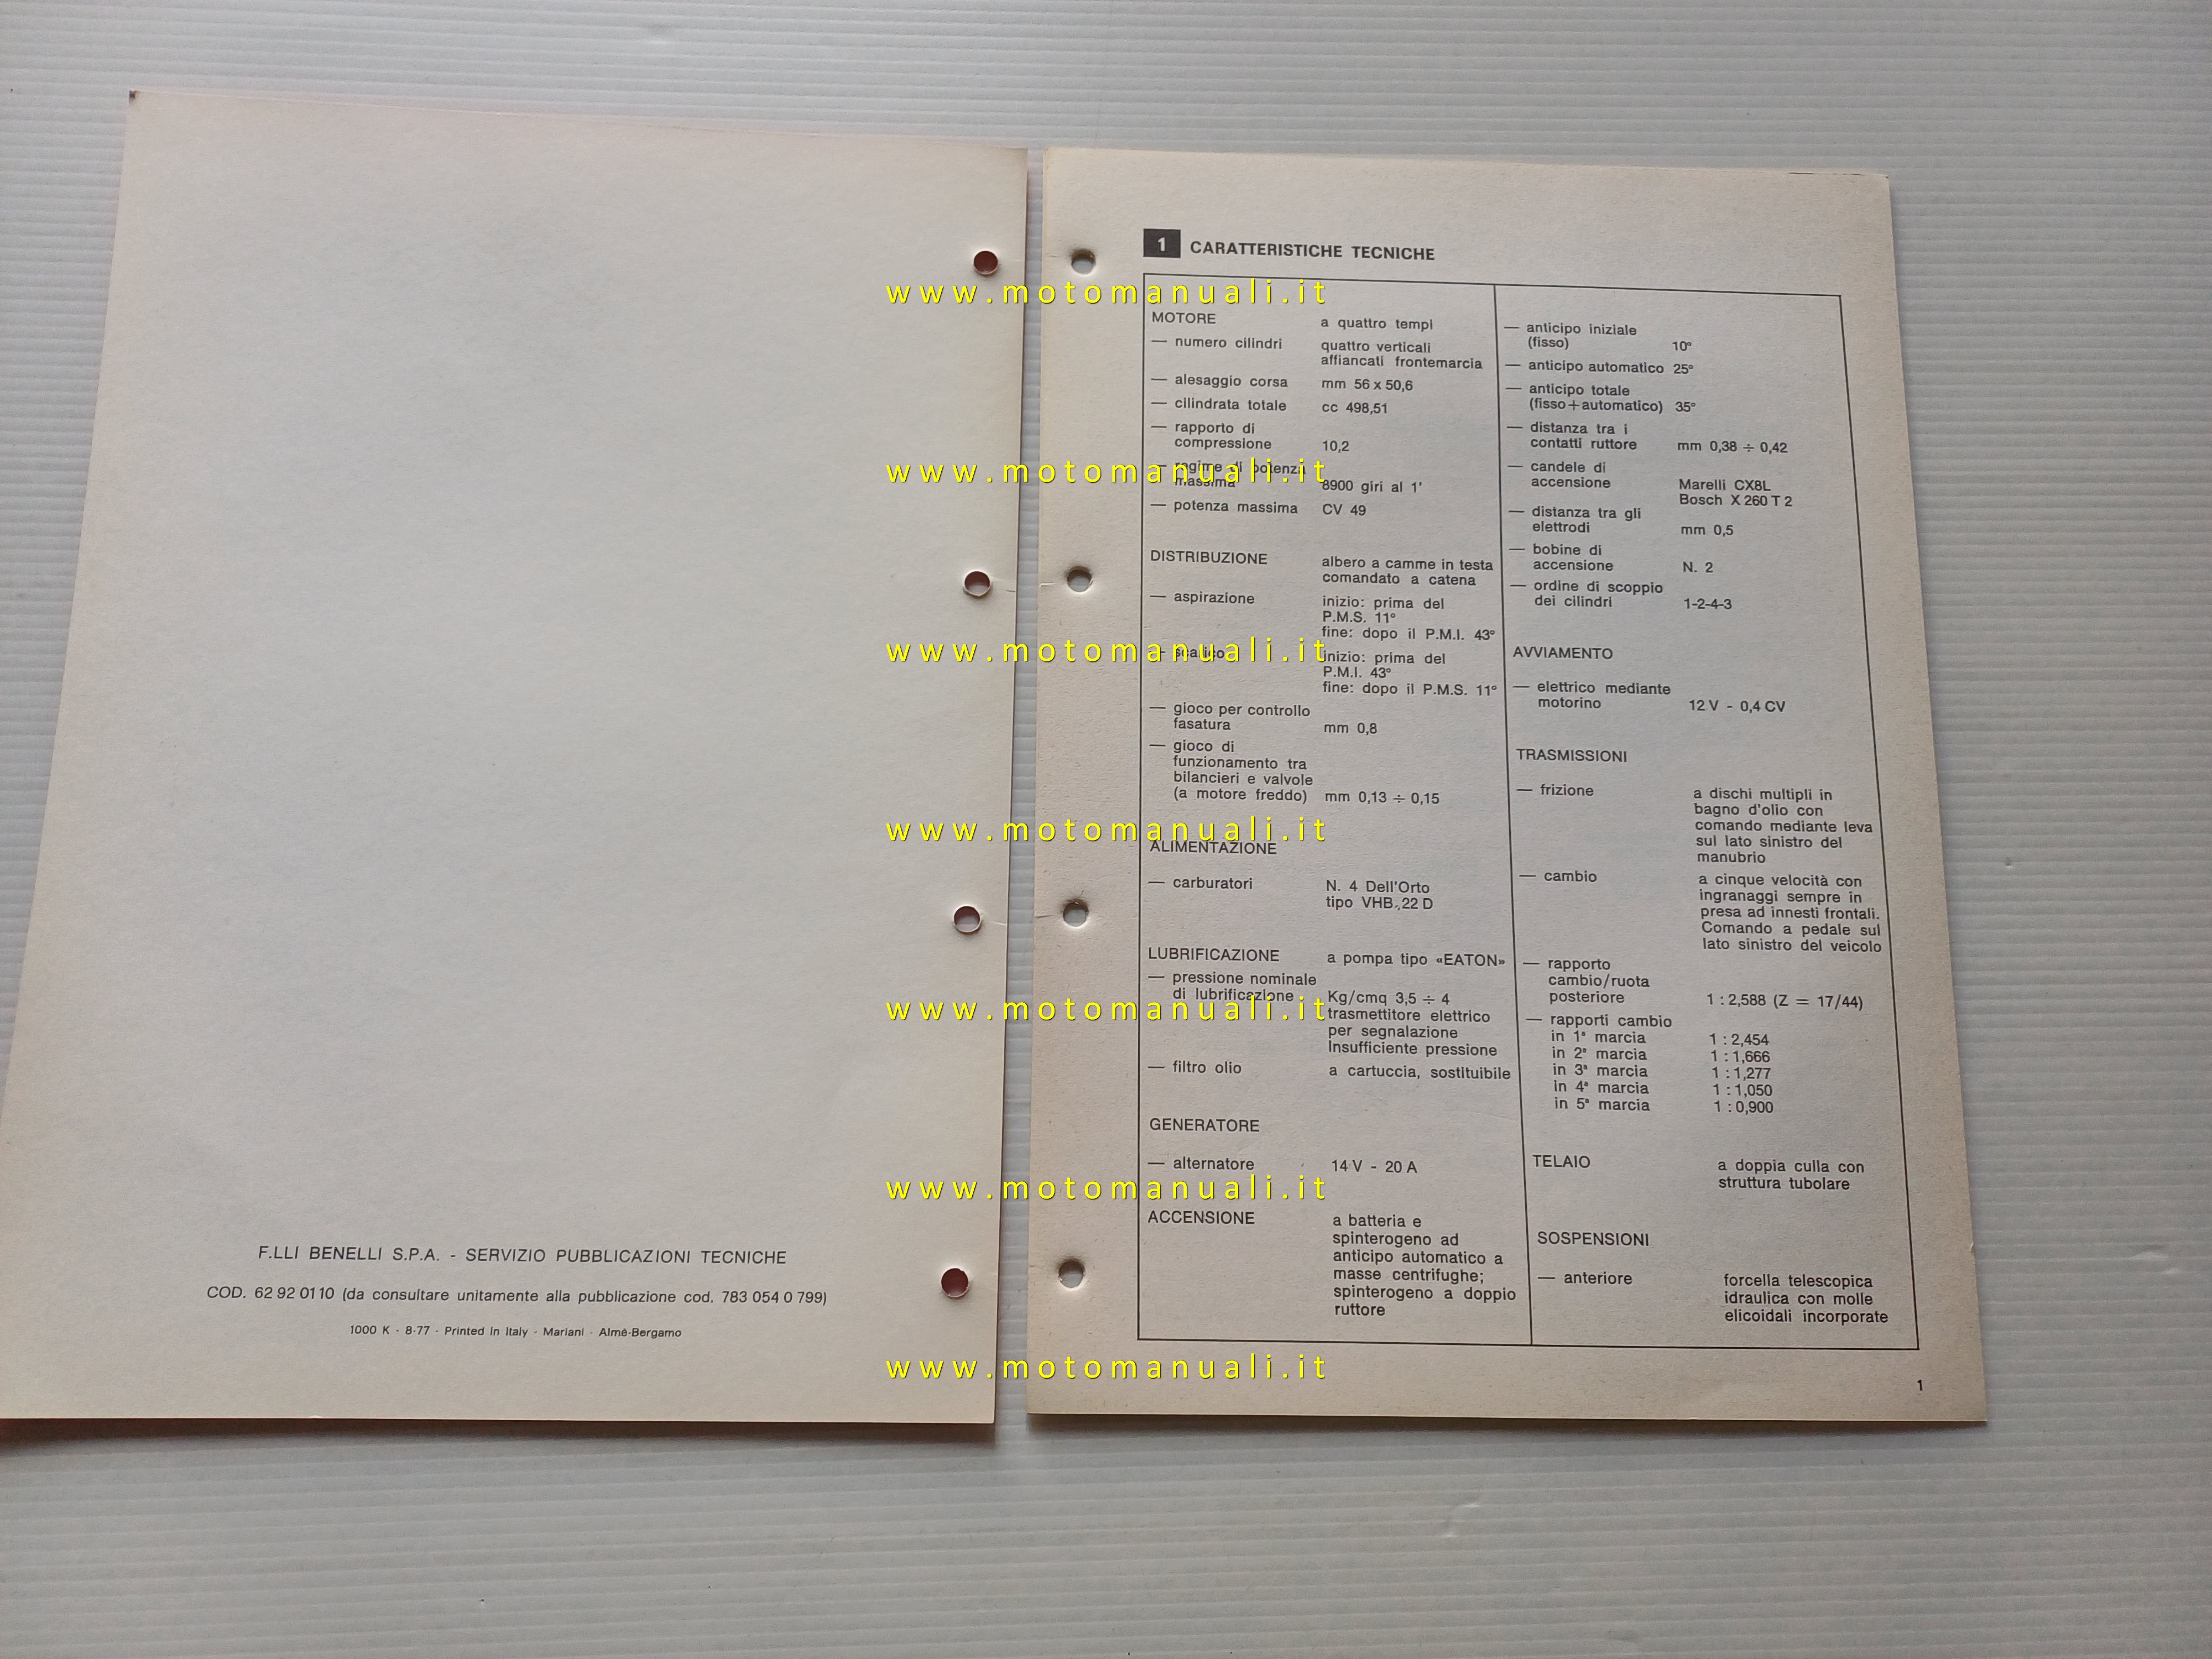 F.LLI BENELLI S.P.A. - SERVIZIO PUBBLICAZIONI TECNICHE
COD. 62 92 01 10 (da consultare unitamente alla pubblicazione cod. 783 054 0 799)
1000 K - 8-77 - Printed in Italy - Mariani - Almè-Bergamo
1 CARATTERISTICHE TECNICHE
MOTORE a quattro tempi
— numero cilindri quattro verticali
affiancati frontemarcia
— alesaggio corsa mm 56 x 50,6
— cilindrata totale cc 498,51
— rapporto di
compressione 10,2
— regime di potenza
massima 8900 giri al 1'
— potenza massima CV 49
DISTRIBUZIONE albero a camme in testa
comandato a catena
— aspirazione inizio: prima del
P.M.S. 11°
fine: dopo il P.M.I. 43°
— scarico inizio: prima del
P.M.I. 43°
fine: dopo il P.M.S. 11°
— gioco per controllo
fasatura mm 0,8
— gioco di
funzionamento tra
bilancieri e valvole
(a motore freddo) mm 0,13 ÷ 0,15
ALIMENTAZIONE
— carburatori N. 4 Dell'Orto
tipo VHB. 22 D
LUBRIFICAZIONE a pompa tipo «EATON»
— pressione nominale
di lubrificazione Kg/cmq 3,5 ÷ 4
trasmettitore elettrico
per segnalazione
Insufficiente pressione
— filtro olio a cartuccia, sostituibile
GENERATORE
— alternatore 14 V - 20 A
ACCENSIONE a batteria e
spinterogeno ad
anticipo automatico a
masse centrifughe;
spinterogeno a doppio
ruttore
— anticipo iniziale
(fisso) 10°
— anticipo automatico 25°
— anticipo totale
(fisso+automatico) 35°
— distanza tra i
contatti ruttore mm 0,38 ÷ 0,42
— candele di
accensione Marelli CX8L
Bosch X 260 T 2
— distanza tra gli
elettrodi mm 0,5
— bobine di
accensione N. 2
— ordine di scoppio
dei cilindri 1-2-4-3
AVVIAMENTO
— elettrico mediante
motorino 12 V - 0,4 CV
TRASMISSIONI
— frizione a dischi multipli in
bagno d'olio con
comando mediante leva
sul lato sinistro del
manubrio
— cambio a cinque velocità con
ingranaggi sempre in
presa ad innesti frontali.
Comando a pedale sul
lato sinistro del veicolo
— rapporto
cambio/ruota
posteriore 1 : 2,588 (Z = 17/44)
— rapporti cambio
in 1ª marcia 1 : 2,454
in 2ª marcia 1 : 1,666
in 3ª marcia 1 : 1,277
in 4ª marcia 1 : 1,050
in 5ª marcia 1 : 0,900
TELAIO a doppia culla con
struttura tubolare
SOSPENSIONI
— anteriore forcella telescopica
idraulica con molle
elicoidali incorporate
1
www.motomanuali.it
www.motomanuali.it
www.motomanuali.it
www.motomanuali.it
www.motomanuali.it
www.motomanuali.it
www.motomanuali.it